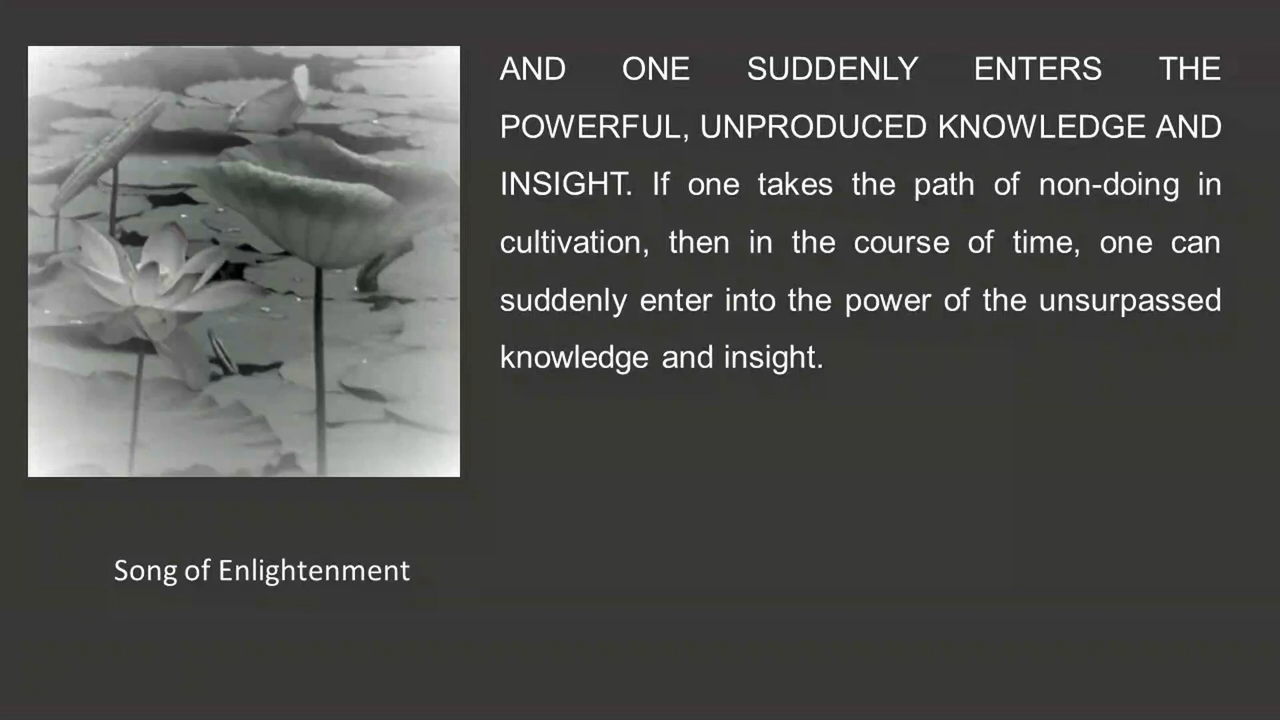 AND ONE SUDDENLY ENTERS THE
POWERFUL, UNPRODUCED KNOWLEDGE AND
INSIGHT. If one takes the path of non-doing in
cultivation, then in the course of time, one can
suddenly enter into the power of the unsurpassed
knowledge and insight.
Song of Enlightenment